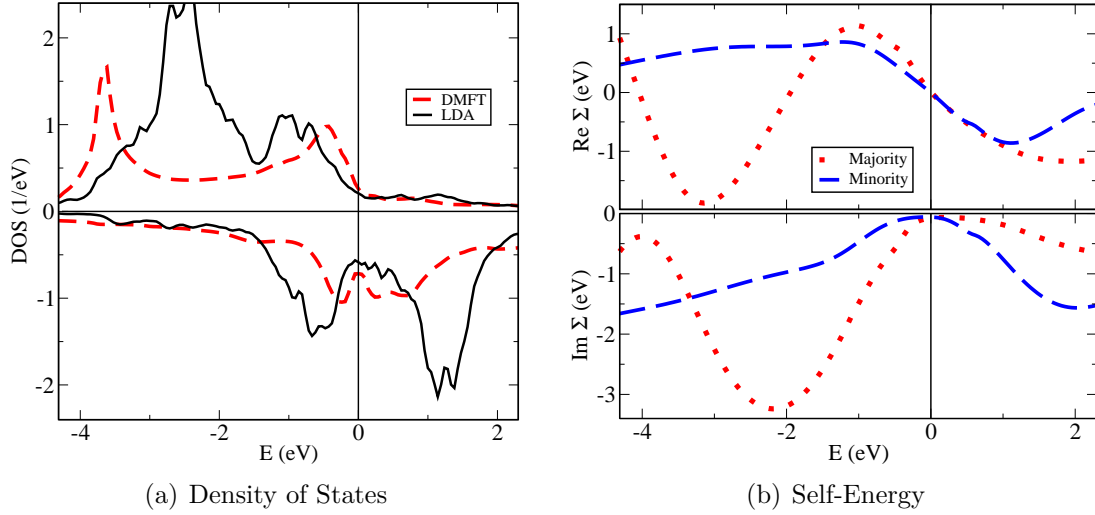 2
1
0
-1
-2
DOS (1/eV)
DMFT
LDA
-4
-2
0
2
E (eV)
(a) Density of States
1
0
-1
0
Re Σ (eV)
Majority
Minority
0
-1
-2
-3
Im Σ (eV)
-4
-2
0
2
E (eV)
(b) Self-Energy